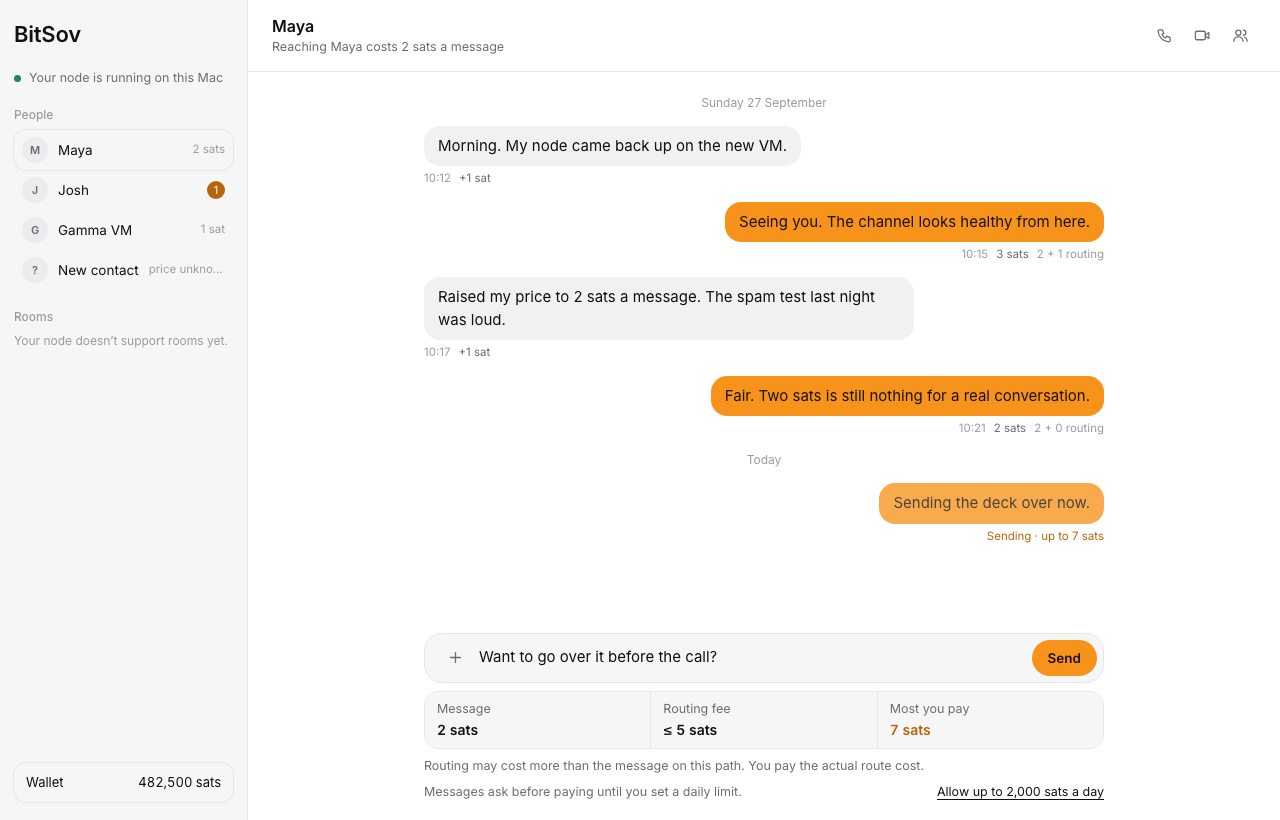 BitSov
Your node is running on this Mac
People
M Maya 2 sats
J Josh 1
G Gamma VM 1 sat
? New contact price unkno...
Rooms
Your node doesn't support rooms yet.
Wallet 482,500 sats
Maya
Reaching Maya costs 2 sats a message
Sunday 27 September
Morning. My node came back up on the new VM.
10:12 +1 sat
Seeing you. The channel looks healthy from here.
10:15 3 sats 2 + 1 routing
Raised my price to 2 sats a message. The spam test last night
was loud.
10:17 +1 sat
Fair. Two sats is still nothing for a real conversation.
10:21 2 sats 2 + 0 routing
Today
Sending the deck over now.
Sending · up to 7 sats
Want to go over it before the call?
Send
Message Routing fee Most you pay
2 sats ≤ 5 sats 7 sats
Routing may cost more than the message on this path. You pay the actual route cost.
Messages ask before paying until you set a daily limit. Allow up to 2,000 sats a day